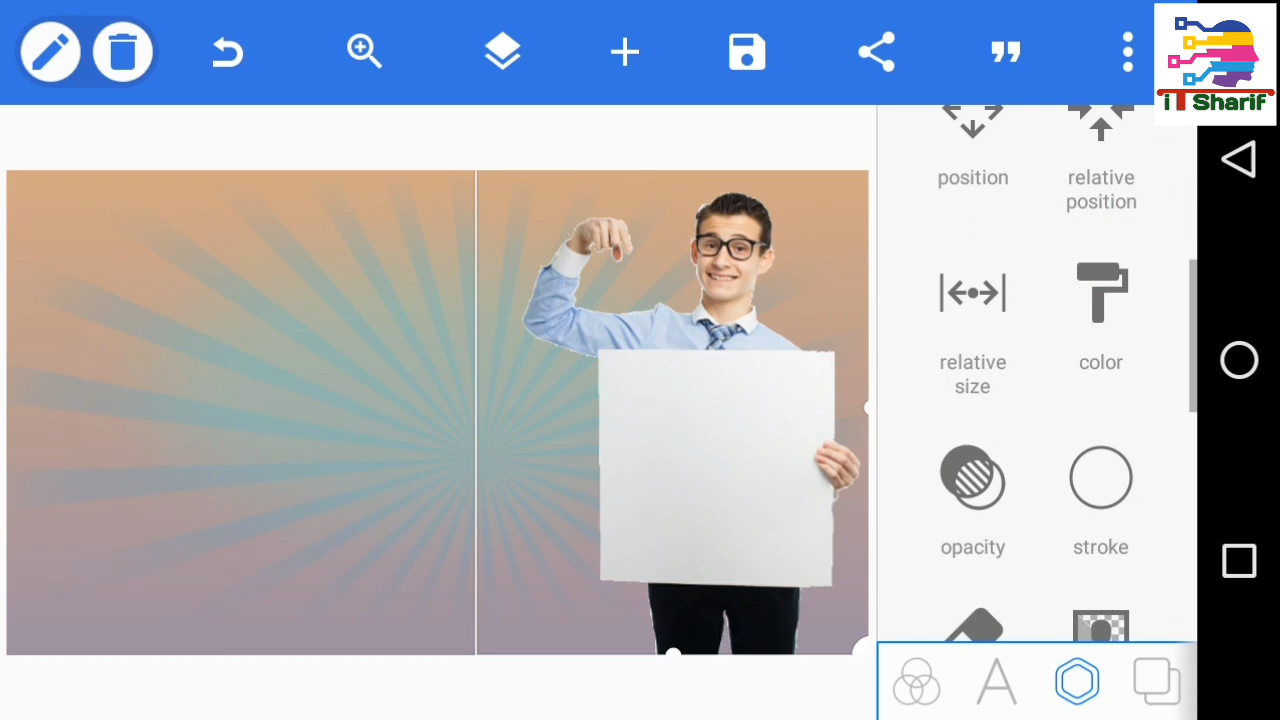 iT Sharif
position
relative
position
relative
size
color
opacity
stroke